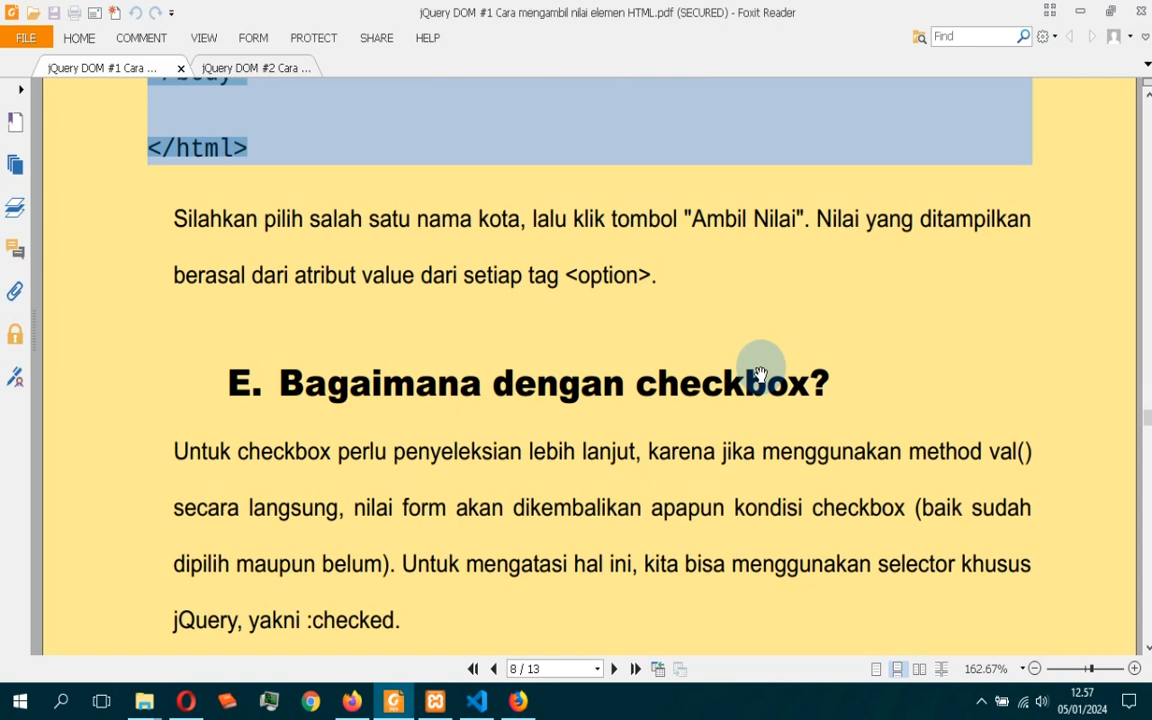 jQuery DOM #1 Cara mengambil nilai elemen HTML.pdf (SECURED) - Foxit Reader
FILE HOME COMMENT VIEW FORM PROTECT SHARE HELP
Find
jQuery DOM #1 Cara ... jQuery DOM #2 Cara ...
</body>
</html>
Silahkan pilih salah satu nama kota, lalu klik tombol "Ambil Nilai". Nilai yang ditampilkan
berasal dari atribut value dari setiap tag <option>.
E. Bagaimana dengan checkbox?
Untuk checkbox perlu penyeleksian lebih lanjut, karena jika menggunakan method val()
secara langsung, nilai form akan dikembalikan apapun kondisi checkbox (baik sudah
dipilih maupun belum). Untuk mengatasi hal ini, kita bisa menggunakan selector khusus
jQuery, yakni :checked.
8 / 13
162.67%
12.57
05/01/2024